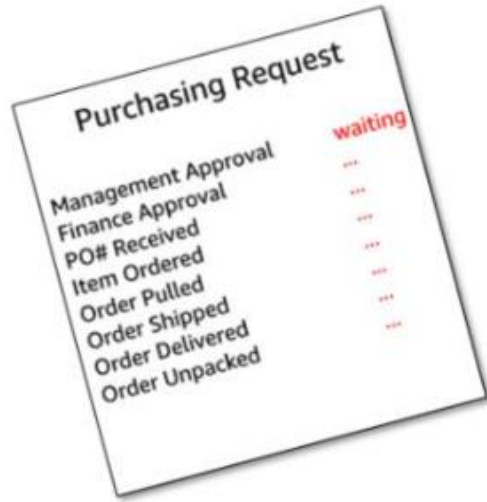 Purchasing Request
Management Approval waiting
Finance Approval ...
PO# Received ...
Item Ordered ...
Order Pulled ...
Order Shipped ...
Order Delivered ...
Order Unpacked ...